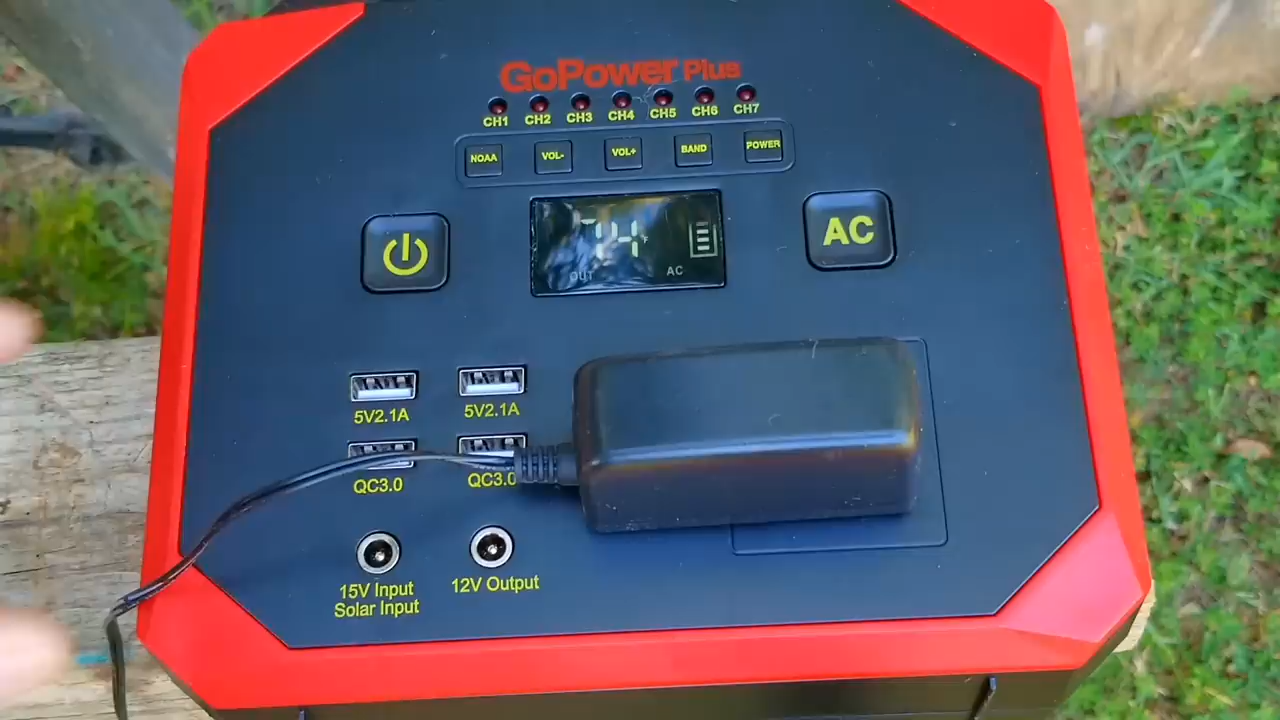 GoPower Plus
CH1 CH2 CH3 CH4 CH5 CH6 CH7
NOAA VOL- VOL+ BAND POWER
74
OUT AC
AC
5V2.1A 5V2.1A
QC3.0 QC3.0
15V Input 12V Output
Solar Input